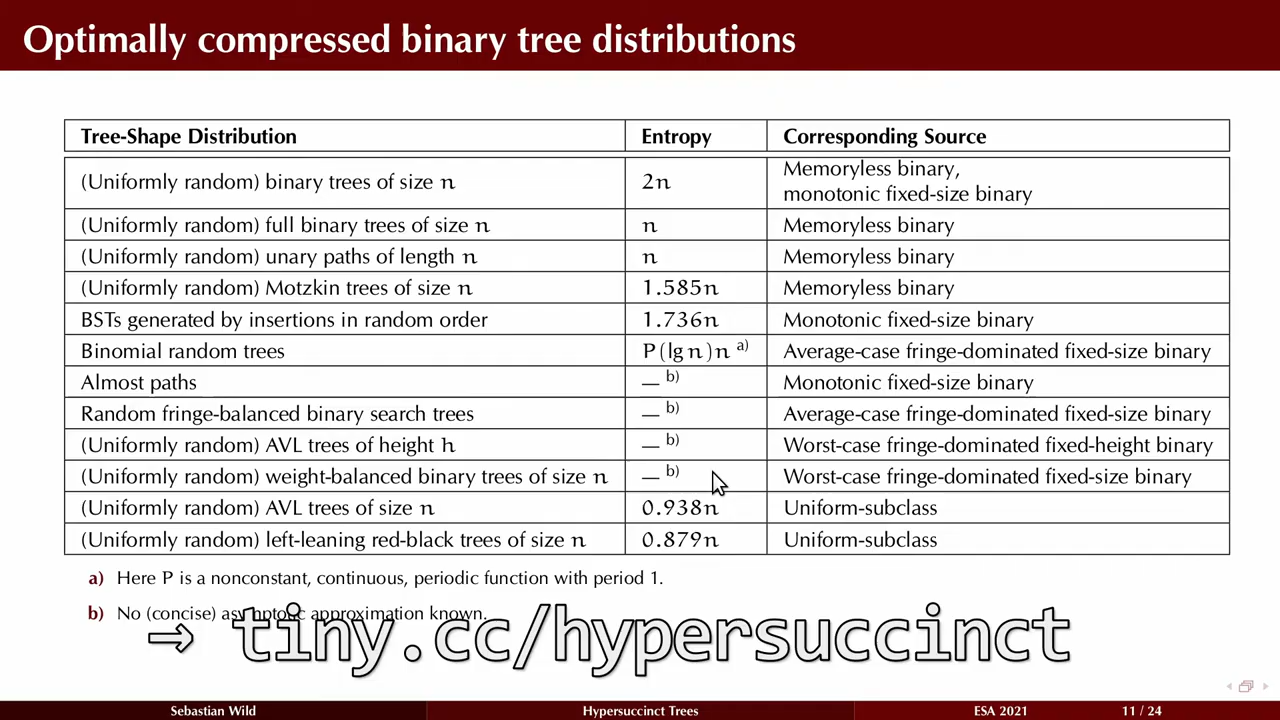 Optimally compressed binary tree distributions
Tree-Shape Distribution Entropy Corresponding Source
(Uniformly random) binary trees of size n 2n Memoryless binary,
monotonic fixed-size binary
(Uniformly random) full binary trees of size n n Memoryless binary
(Uniformly random) unary paths of length n n Memoryless binary
(Uniformly random) Motzkin trees of size n 1.585n Memoryless binary
BSTs generated by insertions in random order 1.736n Monotonic fixed-size binary
Binomial random trees P(lg n)n a) Average-case fringe-dominated fixed-size binary
Almost paths — b) Monotonic fixed-size binary
Random fringe-balanced binary search trees — b) Average-case fringe-dominated fixed-size binary
(Uniformly random) AVL trees of height h — b) Worst-case fringe-dominated fixed-height binary
(Uniformly random) weight-balanced binary trees of size n — b) Worst-case fringe-dominated fixed-size binary
(Uniformly random) AVL trees of size n 0.938n Uniform-subclass
(Uniformly random) left-leaning red-black trees of size n 0.879n Uniform-subclass
a) Here P is a nonconstant, continuous, periodic function with period 1.
b) No (concise) asymptotic approximation known.
→ tiny.cc/hypersuccinct
Sebastian Wild Hypersuccinct Trees ESA 2021 11 / 24